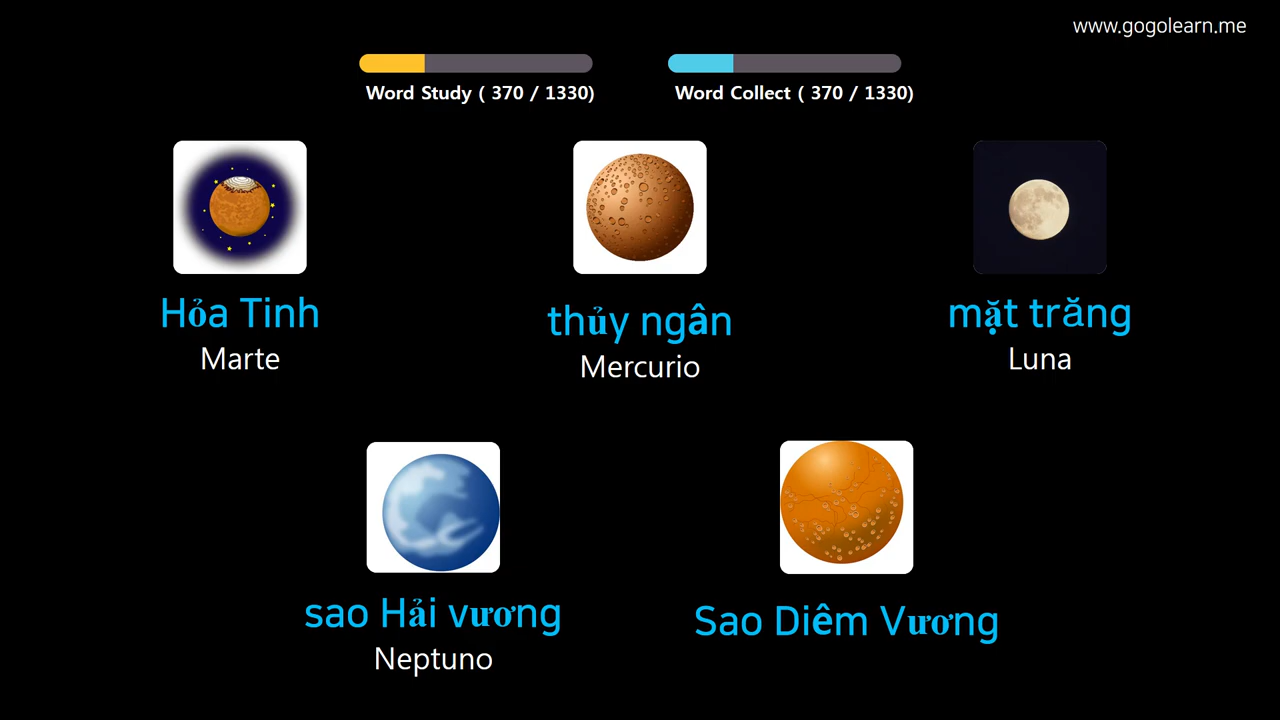 www.gogolearn.me
Word Study ( 370 / 1330)
Word Collect ( 370 / 1330)
Hỏa Tinh
Marte
thủy ngân
Mercurio
mặt trăng
Luna
sao Hải vương
Neptuno
Sao Diêm Vương